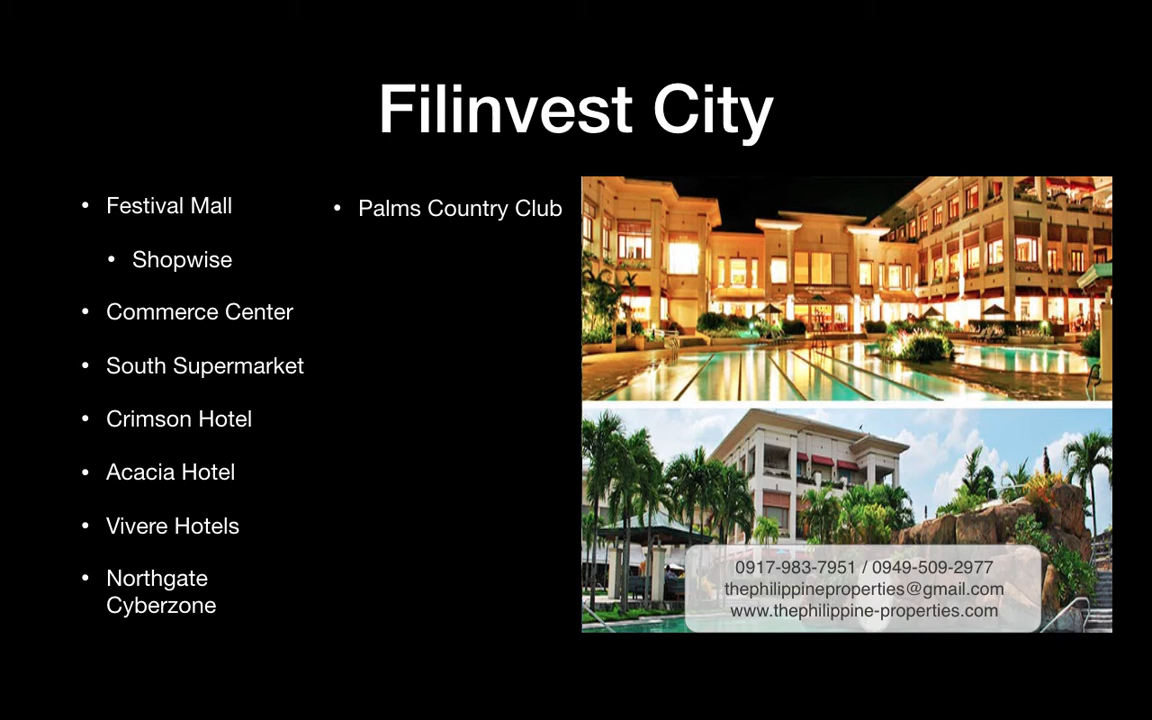 Filinvest City
• Festival Mall
• Shopwise
• Commerce Center
• South Supermarket
• Crimson Hotel
• Acacia Hotel
• Vivere Hotels
• Northgate
Cyberzone
• Palms Country Club
0917-983-7951 / 0949-509-2977
thephilippineproperties@gmail.com
www.thephilippine-properties.com